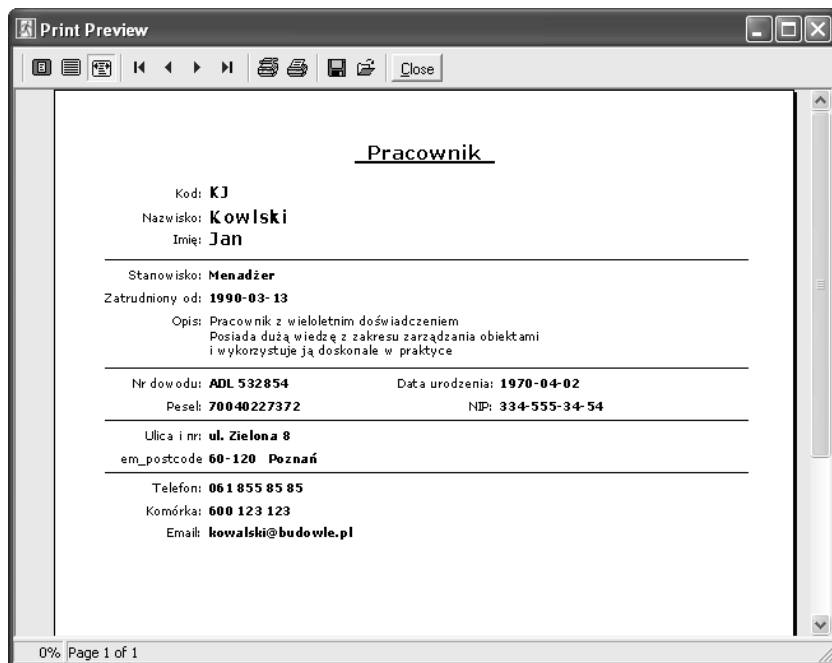 Print Preview
Close
Pracownik
Kod: KJ
Nazwisko: Kowlski
Imię: Jan
Stanowisko: Menadżer
Zatrudniony od: 1990-03-13
Opis: Pracownik z wieloletnim doświadczeniem
Posiada dużą wiedzę z zakresu zarządzania obiektami
i wykorzystuje ją doskonale w praktyce
Nr dowodu: ADL 532854 Data urodzenia: 1970-04-02
Pesel: 70040227372 NIP: 334-555-34-54
Ulica i nr: ul. Zielona 8
em_postcode 60-120 Poznań
Telefon: 061 855 85 85
Komórka: 600 123 123
Email: kowalski@budowle.pl
0% Page 1 of 1